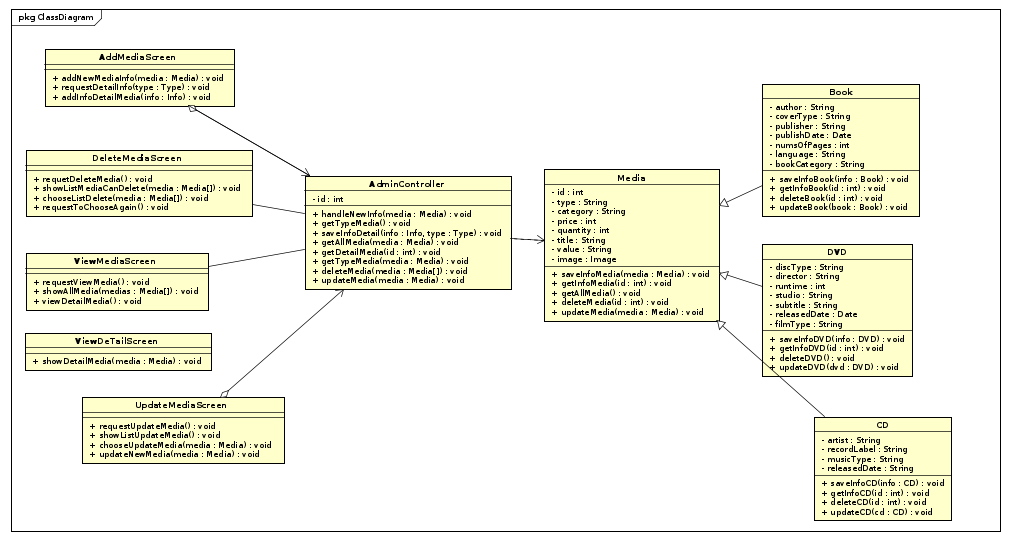 pkg ClassDiagram
AddMediaScreen
+ addNewMediaInfo(media : Media) : void
+ requestDetailInfo(type : Type) : void
+ addInfoDetailMedia(info : Info) : void
DeleteMediaScreen
+ requetDeleteMedia() : void
+ showListMediaCanDelete(media : Media[]) : void
+ chooseListDelete(media : Media[]) : void
+ requestToChooseAgain() : void
ViewMediaScreen
+ requestViewMedia() : void
+ showAllMedia(medias : Media[]) : void
+ viewDetailMedia() : void
ViewDeTailScreen
+ showDetailMedia(media : Media) : void
UpdateMediaScreen
+ requestUpdateMedia() : void
+ showListUpdateMedia() : void
+ chooseUpdateMedia(media : Media) : void
+ updateNewMedia(media : Media) : void
AdminController
- id : int
+ handleNewInfo(media : Media) : void
+ getTypeMedia() : void
+ saveInfoDetail(info : Info, type : Type) : void
+ getAllMedia(media : Media) : void
+ getDetailMedia(id : int) : void
+ getTypeMedia(media : Media) : void
+ deleteMedia(media : Media[]) : void
+ updateMedia(media : Media) : void
Media
- id : int
- type : String
- category : String
- price : int
- quantity : int
- title : String
- value : String
- image : Image
+ saveInfoMedia(media : Media) : void
+ getInfoMedia(id : int) : void
+ getAllMedia() : void
+ deleteMedia(id : int) : void
+ updateMedia(media : Media) : void
Book
- author : String
- coverType : String
- publisher : String
- publishDate : Date
- numsOfPages : int
- language : String
- bookCategory : String
+ saveInfoBook(info : Book) : void
+ getInfoBook(id : int) : void
+ deleteBook(id : int) : void
+ updateBook(book : Book) : void
DVD
- discType : String
- director : String
- runtime : int
- studio : String
- subtitle : String
- releasedDate : Date
- filmType : String
+ saveInfoDVD(info : DVD) : void
+ getInfoDVD(id : int) : void
+ deleteDVD() : void
+ updateDVD(dvd : DVD) : void
CD
- artist : String
- recordLabel : String
- musicType : String
- releasedDate : String
+ saveInfoCD(info : CD) : void
+ getInfoCD(id : int) : void
+ deleteCD(id : int) : void
+ updateCD(cd : CD) : void